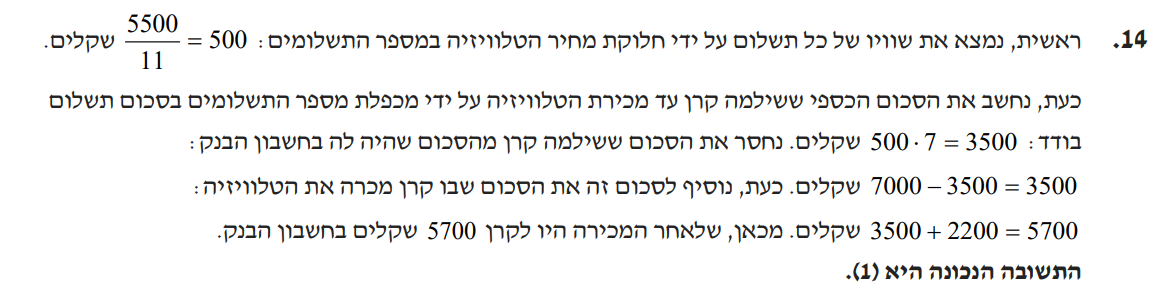 14. ראשית, נמצא את שוויו של כל תשלום על ידי חלוקת מחיר הטלוויזיה במספר התשלומים: 5500/11 = 500 שקלים.
כעת, נחשב את הסכום הכספי ששילמה קרן עד מכירת הטלוויזיה על ידי מכפלת מספר התשלומים בסכום תשלום
בודד: 500 · 7 = 3500 שקלים. נחסר את הסכום ששילמה קרן מהסכום שהיה לה בחשבון הבנק:
7000 – 3500 = 3500 שקלים. כעת, נוסיף לסכום זה את הסכום שבו קרן מכרה את הטלוויזיה:
3500 + 2200 = 5700 שקלים. מכאן, שלאחר המכירה היו לקרן 5700 שקלים בחשבון הבנק.
התשובה הנכונה היא (1).